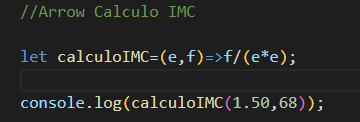 //Arrow Calculo IMC
let calculoIMC=(e,f)=>f/(e*e);
console.log(calculoIMC(1.50,68));